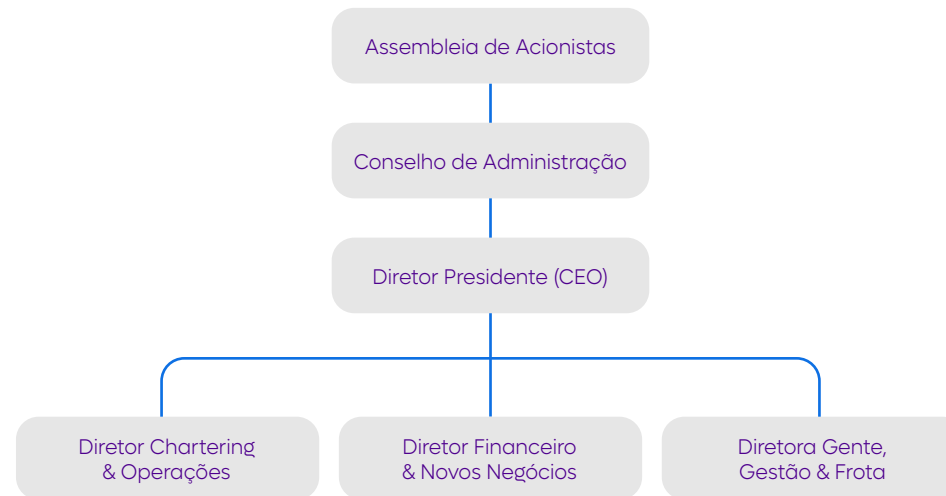 Assembleia de Acionistas
Conselho de Administração
Diretor Presidente (CEO)
Diretor Chartering
& Operações
Diretor Financeiro
& Novos Negócios
Diretora Gente,
Gestão & Frota